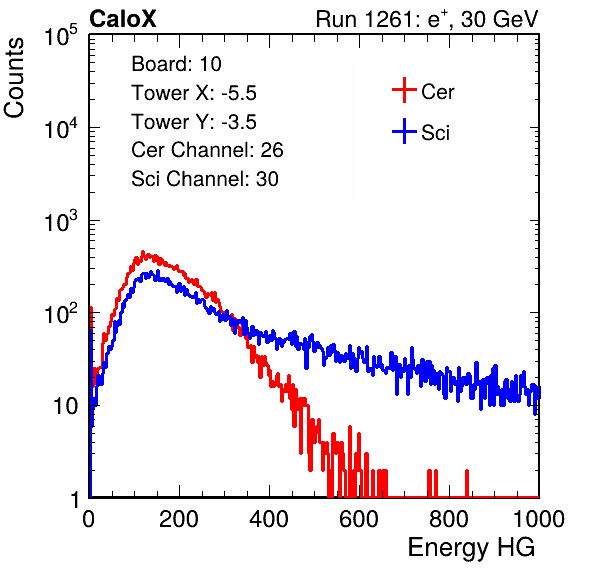 CaloX Run 1261: e⁺, 30 GeV
Counts
Board: 10
Tower X: -5.5
Tower Y: -3.5
Cer Channel: 26
Sci Channel: 30
Cer
Sci
10⁵
10⁴
10³
10²
10
1
0 200 400 600 800 1000
Energy HG